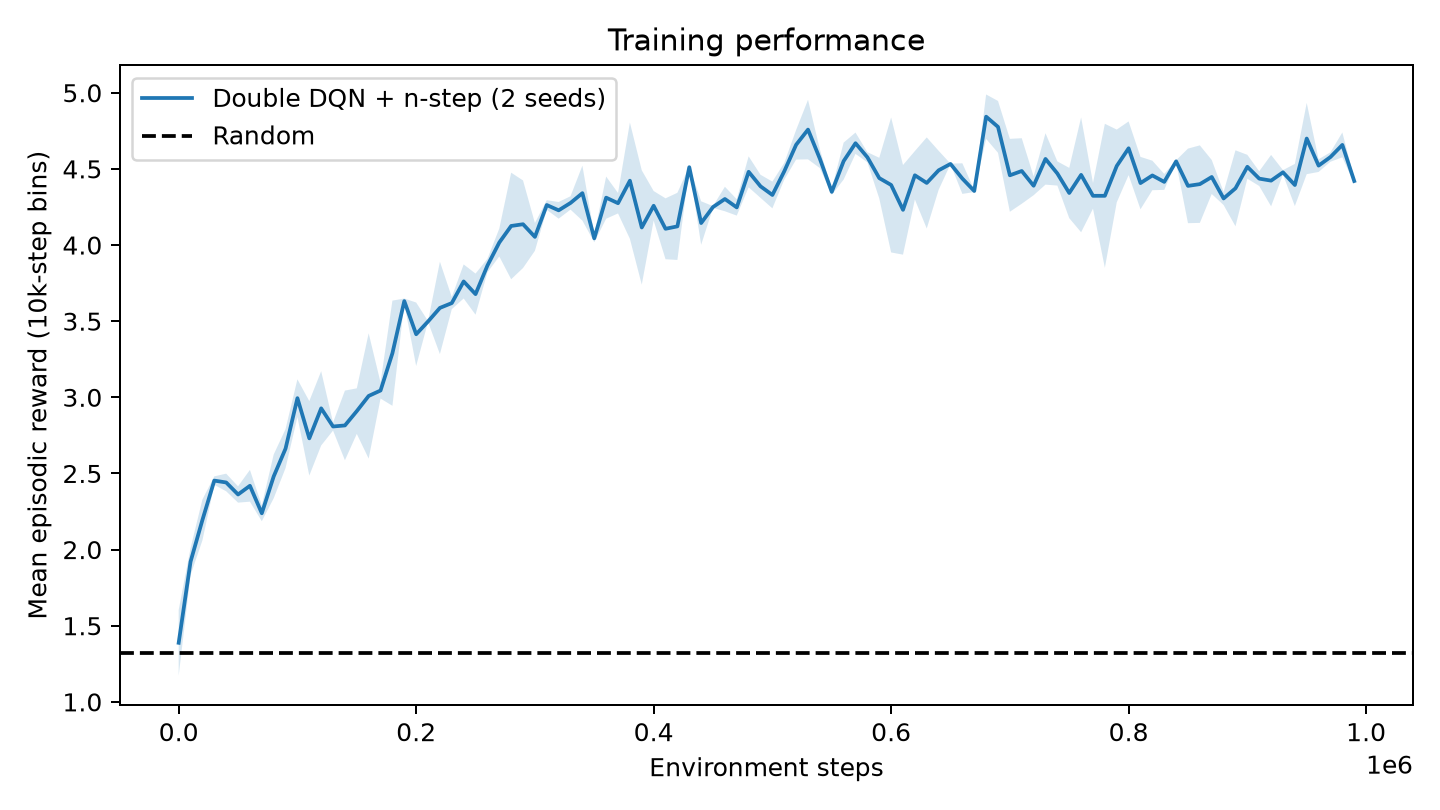 Training performance
Double DQN + n-step (2 seeds)
Random
Mean episodic reward (10k-step bins)
5.0
4.5
4.0
3.5
3.0
2.5
2.0
1.5
1.0
0.0 0.2 0.4 0.6 0.8 1.0
Environment steps
1e6